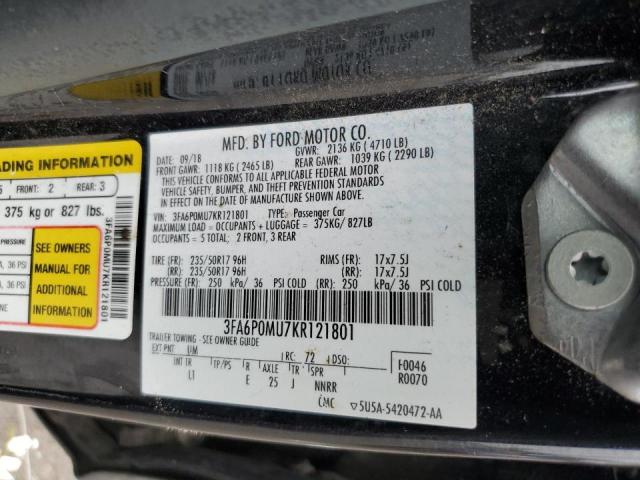 MFD. BY FORD MOTOR CO.
DATE: 09/18 GVWR: 2136 KG ( 4710 LB)
FRONT GAWR: 1118 KG ( 2465 LB) REAR GAWR: 1039 KG ( 2290 LB)
THIS VEHICLE CONFORMS TO ALL APPLICABLE FEDERAL MOTOR
VEHICLE SAFETY, BUMPER, AND THEFT PREVENTION STANDARDS
IN EFFECT ON THE DATE OF MANUFACTURE SHOWN ABOVE.
VIN: 3FA6P0MU7KR121801 TYPE: Passenger Car
MAXIMUM LOAD = OCCUPANTS + LUGGAGE = 375KG/ 827LB
OCCUPANTS = 5 TOTAL; 2 FRONT, 3 REAR
TIRE (FR): 235/50R17 96H RIMS (FR): 17x7.5J
(RR): 235/50R17 96H (RR): 17x7.5J
PRESSURE (FR): 250 kPa/ 36 PSI COLD (RR): 250 kPa/36 PSI COLD
3FA6P0MU7KR121801
TRAILER TOWING - SEE OWNER GUIDE
EXT PNT: UM RC: 72 DSO: F0046
INT TR TP/PS R AXLE TR SPR R0070
LT E 25 J NNRR
CMC 5U5A-5420472-AA
ADING INFORMATION
5 FRONT: 2 REAR: 3
375 kg or 827 lbs.
PRESSURE
A, 36 PSI
A, 36 PSI
SEE OWNERS
MANUAL FOR
ADDITIONAL
INFORMATION
3FA6P0MU7KR121801